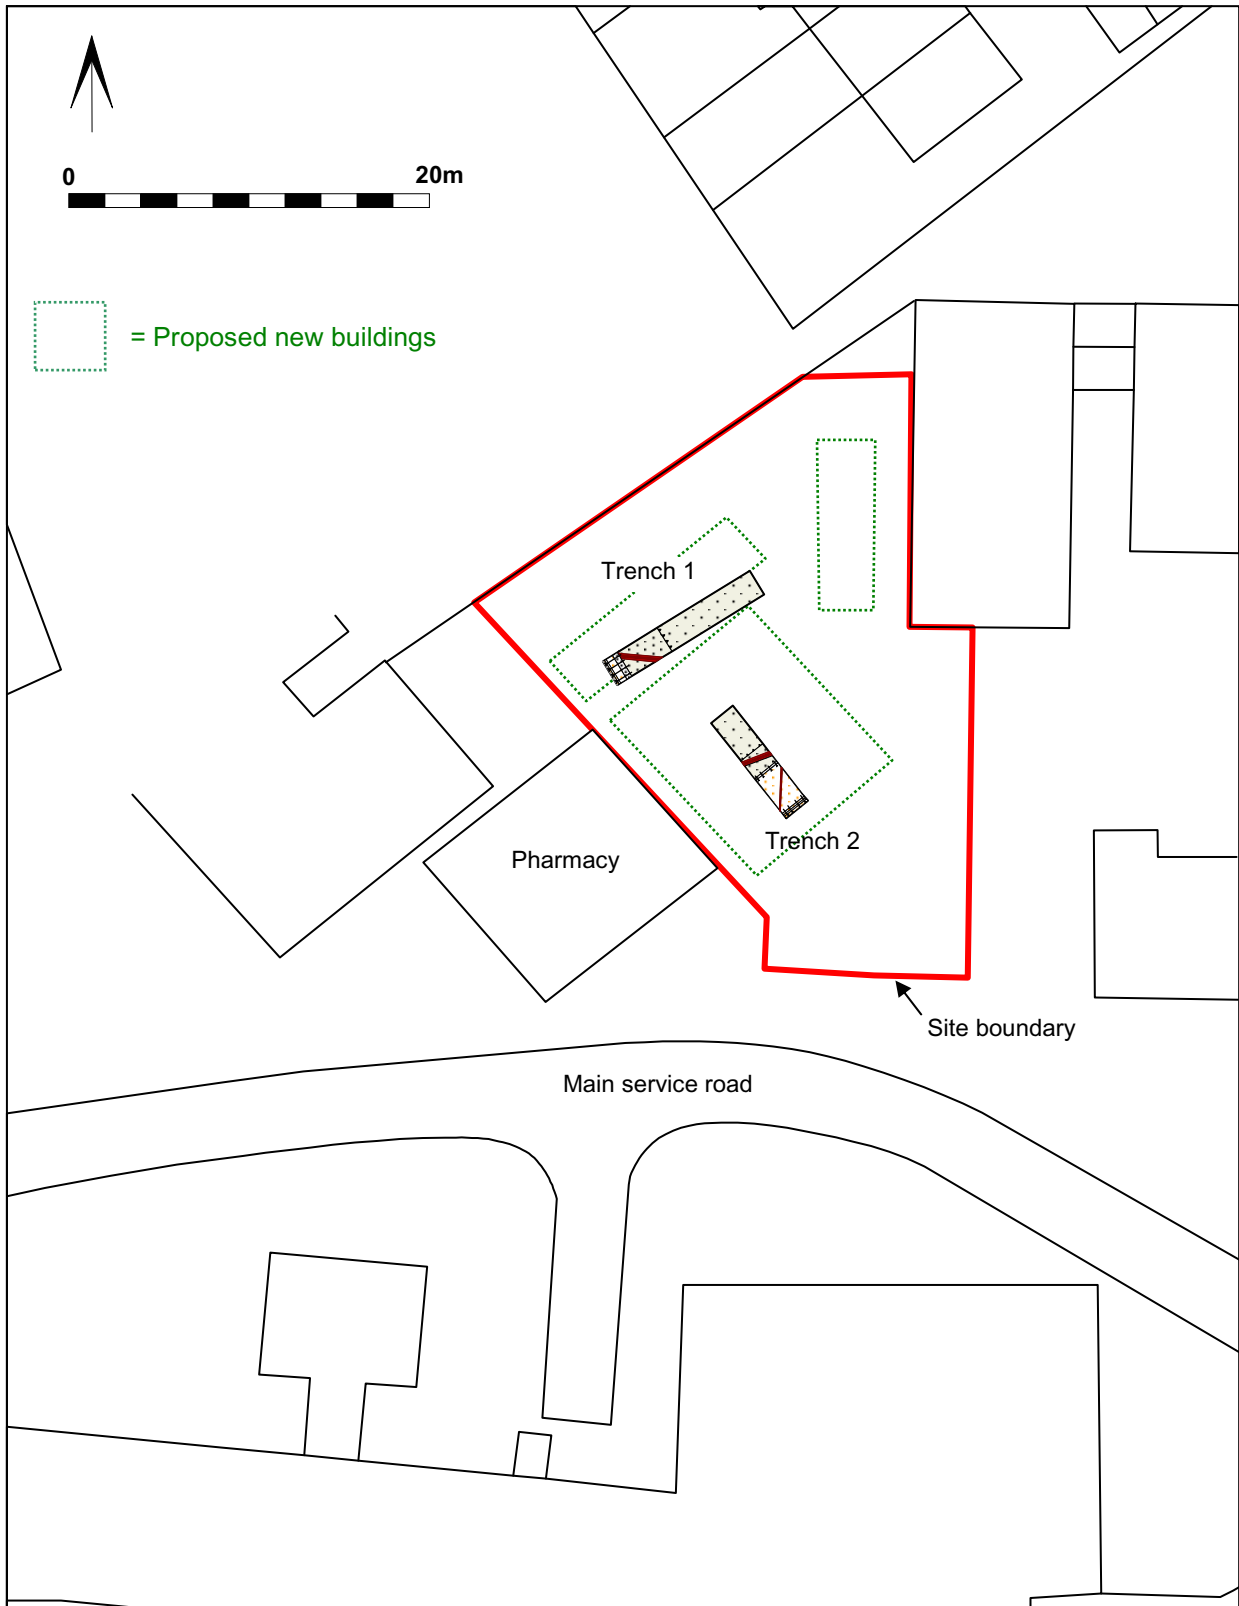 0 20m
= Proposed new buildings
Trench 1
Trench 2
Pharmacy
Site boundary
Main service road